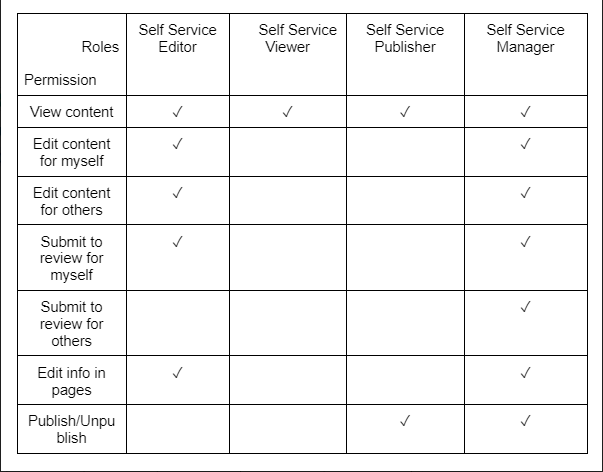 Self Service Self Service Self Service Self Service
Roles Editor Viewer Publisher Manager
Permission
View content ✓ ✓ ✓ ✓
Edit content ✓ ✓
for myself
Edit content ✓ ✓
for others
Submit to ✓ ✓
review for
myself
Submit to ✓
review for
others
Edit info in ✓ ✓
pages
Publish/Unpu ✓ ✓
blish